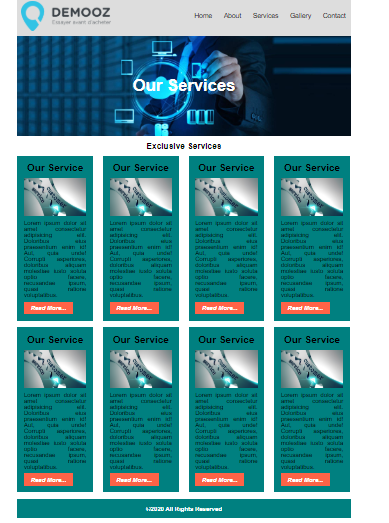 DEMOOZ
Essayer avant d'acheter
Home About Services Gallery Contact
Our Services
Exclusive Services
Our Service Our Service Our Service Our Service
Lorem ipsum dolor sit
amet consectetur
adipisicing elit.
Doloribus eius
praesentium enim id!
Aut, quia unde!
Corrupti asperiores,
doloribus aliquam
molestiae iusto soluta
optio facere,
recusandae ipsum,
quasi ratione
voluptatibus.
Lorem ipsum dolor sit
amet consectetur
adipisicing elit.
Doloribus eius
praesentium enim id!
Aut, quia unde!
Corrupti asperiores,
doloribus aliquam
molestiae iusto soluta
optio facere,
recusandae ipsum,
quasi ratione
voluptatibus.
Lorem ipsum dolor sit
amet consectetur
adipisicing elit.
Doloribus eius
praesentium enim id!
Aut, quia unde!
Corrupti asperiores,
doloribus aliquam
molestiae iusto soluta
optio facere,
recusandae ipsum,
quasi ratione
voluptatibus.
Lorem ipsum dolor sit
amet consectetur
adipisicing elit.
Doloribus eius
praesentium enim id!
Aut, quia unde!
Corrupti asperiores,
doloribus aliquam
molestiae iusto soluta
optio facere,
recusandae ipsum,
quasi ratione
voluptatibus.
Read More... Read More... Read More... Read More...
Our Service Our Service Our Service Our Service
Lorem ipsum dolor sit
amet consectetur
adipisicing elit.
Doloribus eius
praesentium enim id!
Aut, quia unde!
Corrupti asperiores,
doloribus aliquam
molestiae iusto soluta
optio facere,
recusandae ipsum,
quasi ratione
voluptatibus.
Lorem ipsum dolor sit
amet consectetur
adipisicing elit.
Doloribus eius
praesentium enim id!
Aut, quia unde!
Corrupti asperiores,
doloribus aliquam
molestiae iusto soluta
optio facere,
recusandae ipsum,
quasi ratione
voluptatibus.
Lorem ipsum dolor sit
amet consectetur
adipisicing elit.
Doloribus eius
praesentium enim id!
Aut, quia unde!
Corrupti asperiores,
doloribus aliquam
molestiae iusto soluta
optio facere,
recusandae ipsum,
quasi ratione
voluptatibus.
Lorem ipsum dolor sit
amet consectetur
adipisicing elit.
Doloribus eius
praesentium enim id!
Aut, quia unde!
Corrupti asperiores,
doloribus aliquam
molestiae iusto soluta
optio facere,
recusandae ipsum,
quasi ratione
voluptatibus.
Read More... Read More... Read More... Read More...
©2020 All Rights Reserved